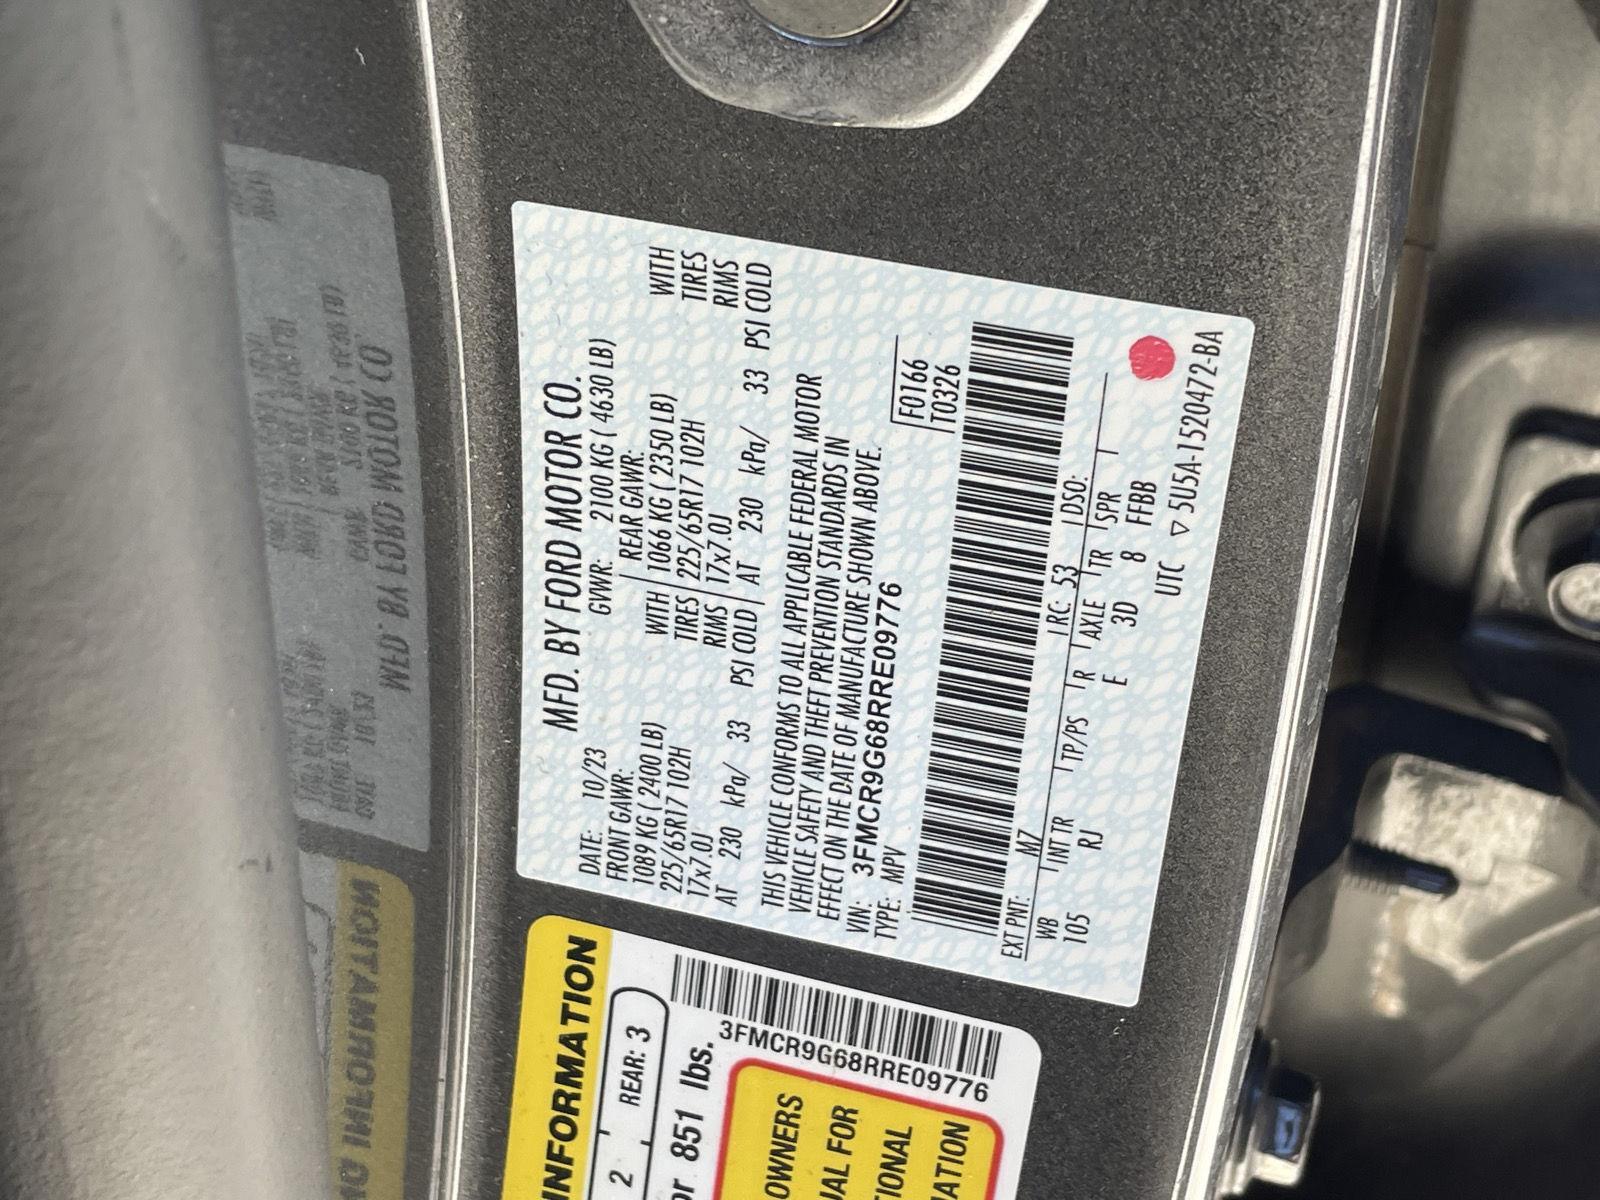 MFD. BY FORD MOTOR CO.
DATE: 10/23 GVWR: 2100 KG ( 4630 LB)
FRONT GAWR: REAR GAWR:
1089 KG ( 2400 LB) WITH 1066 KG ( 2350 LB) WITH
225/65R17 102H TIRES 225/65R17 102H TIRES
17x7.0J RIMS 17x7.0J RIMS
AT 230 kPa/ 33 PSI COLD AT 230 kPa/ 33 PSI COLD
THIS VEHICLE CONFORMS TO ALL APPLICABLE FEDERAL MOTOR
VEHICLE SAFETY AND THEFT PREVENTION STANDARDS IN
EFFECT ON THE DATE OF MANUFACTURE SHOWN ABOVE.
VIN: 3FMCR9G68RRE09776 F0166
TYPE: MPV T0326
EXT PNT: MZ RC: 53 DSO:
WB INT TR TP/PS R AXLE TR SPR
105 RJ E 3D 8 FFBB
UTC ▽ 5U5A-1520472-BA
INFORMATION
2 REAR: 3
or 851 lbs.
3FMCR9G68RRE09776
OWNERS
UAL FOR
TIONAL
MATION